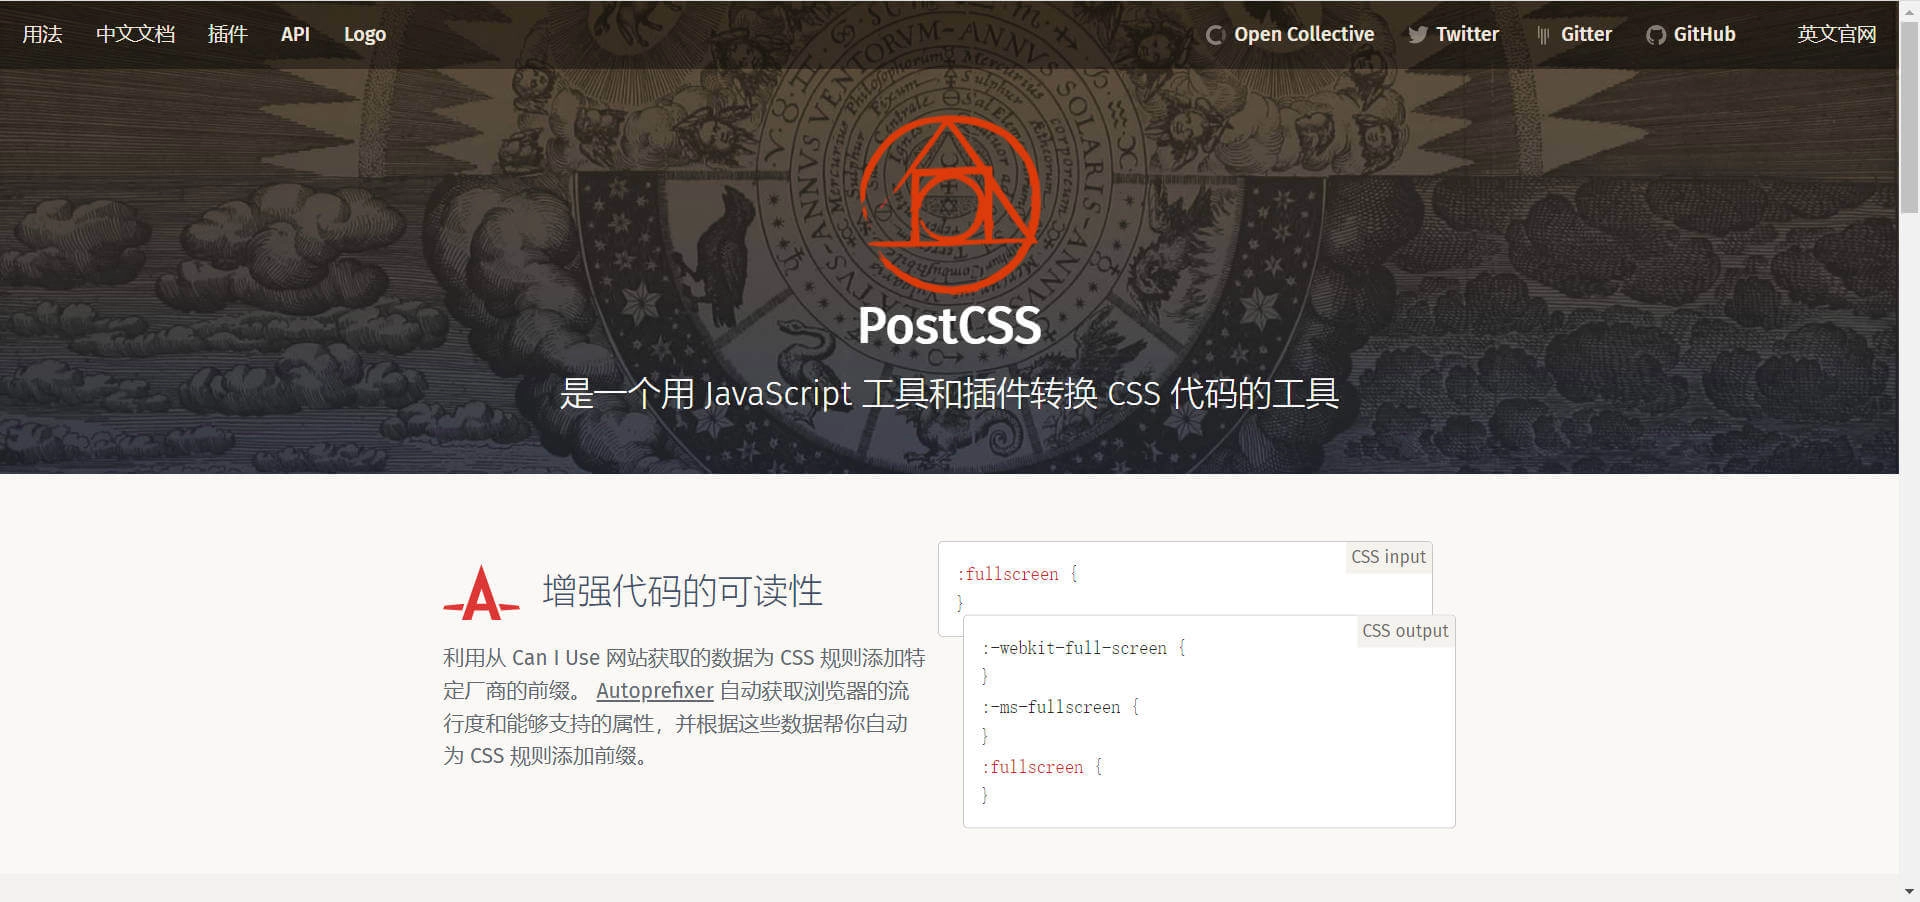 用法 中文文档 插件 API Logo Open Collective Twitter Gitter GitHub 英文官网
PostCSS
是一个用 JavaScript 工具和插件转换 CSS 代码的工具
增强代码的可读性
利用从 Can I Use 网站获取的数据为 CSS 规则添加特
定厂商的前缀。 Autoprefixer 自动获取浏览器的流
行度和能够支持的属性，并根据这些数据帮你自动
为 CSS 规则添加前缀。
CSS input
:fullscreen {
}
CSS output
:-webkit-full-screen {
}
:-ms-fullscreen {
}
:fullscreen {
}